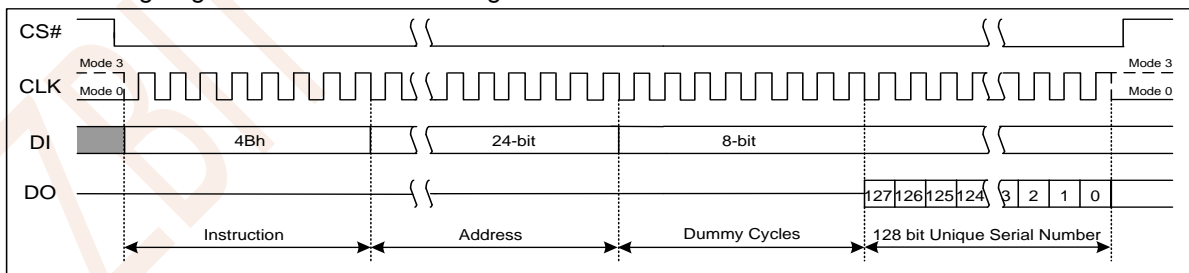 CS#
Mode 3
CLK
Mode 0
Mode 3
Mode 0
DI
4Bh
24-bit
8-bit
DO
127 126 125 124 3 2 1 0
Instruction
Address
Dummy Cycles
128 bit Unique Serial Number
ZBIT